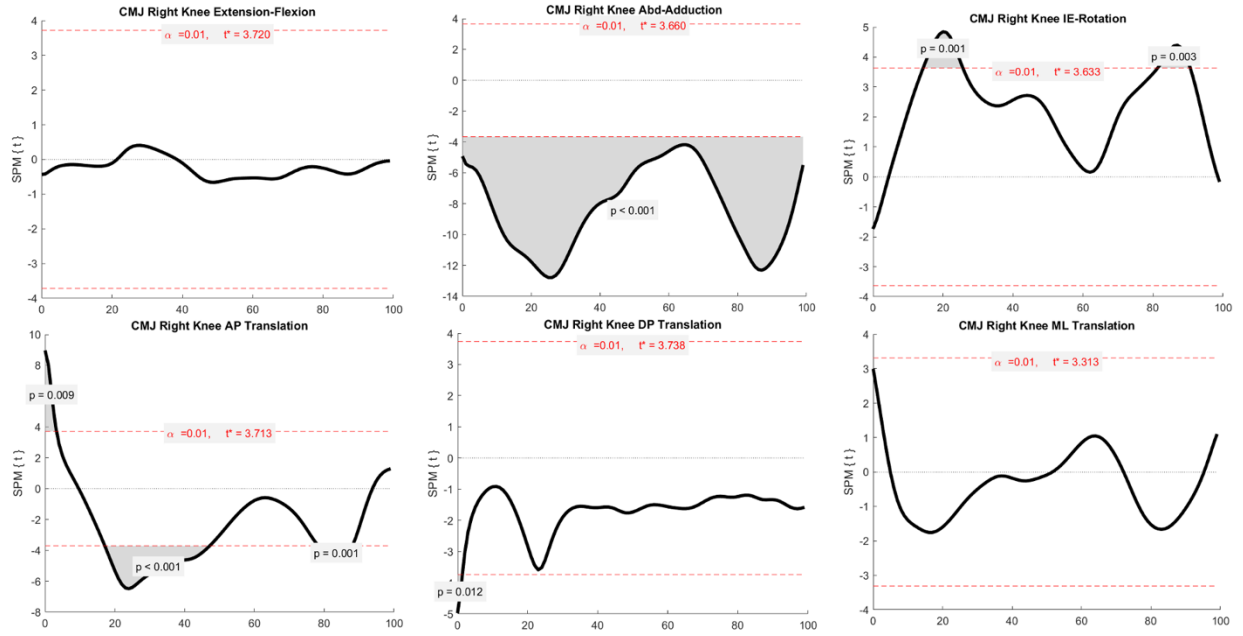 CMJ Right Knee Extension-Flexion
4
3
2
1
0
-1
-2
-3
-4
SPM { t }
α =0.01, t* = 3.720
0 20 40 60 80 100
CMJ Right Knee Abd-Adduction
4
2
0
-2
-4
-6
-8
-10
-12
-14
SPM { t }
α =0.01, t* = 3.660
p < 0.001
0 20 40 60 80 100
CMJ Right Knee IE-Rotation
5
4
3
2
1
0
-1
-2
-3
-4
SPM { t }
p = 0.001
p = 0.003
α =0.01, t* = 3.633
0 20 40 60 80 100
CMJ Right Knee AP Translation
10
8
6
4
2
0
-2
-4
-6
-8
SPM { t }
p = 0.009
α =0.01, t* = 3.713
p < 0.001
p = 0.001
0 20 40 60 80 100
CMJ Right Knee DP Translation
4
3
2
1
0
-1
-2
-3
-4
-5
SPM { t }
α =0.01, t* = 3.738
p = 0.012
0 20 40 60 80 100
CMJ Right Knee ML Translation
4
3
2
1
0
-1
-2
-3
-4
SPM { t }
α =0.01, t* = 3.313
0 20 40 60 80 100